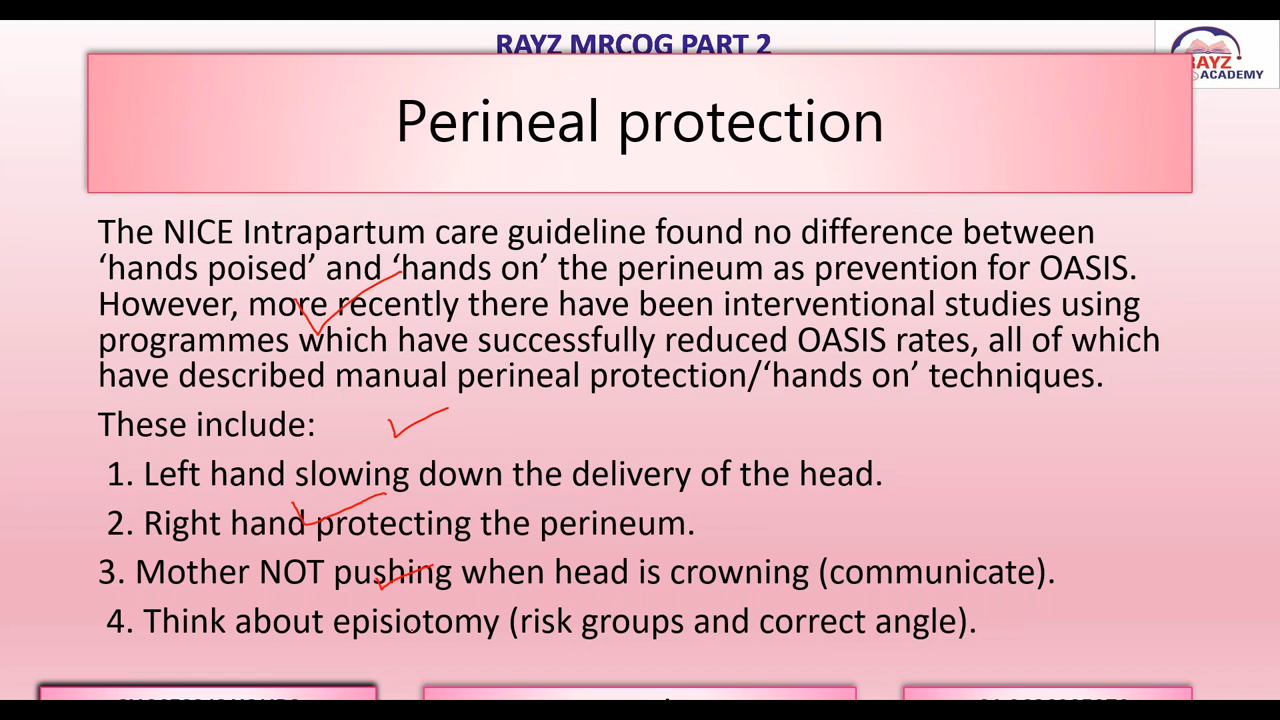 RAYZ MRCOG PART 2
RAYZ
ACADEMY
Perineal protection
The NICE Intrapartum care guideline found no difference between
‘hands poised’ and ‘hands on’ the perineum as prevention for OASIS.
However, more recently there have been interventional studies using
programmes which have successfully reduced OASIS rates, all of which
have described manual perineal protection/‘hands on’ techniques.
These include:
1. Left hand slowing down the delivery of the head.
2. Right hand protecting the perineum.
3. Mother NOT pushing when head is crowning (communicate).
4. Think about episiotomy (risk groups and correct angle).